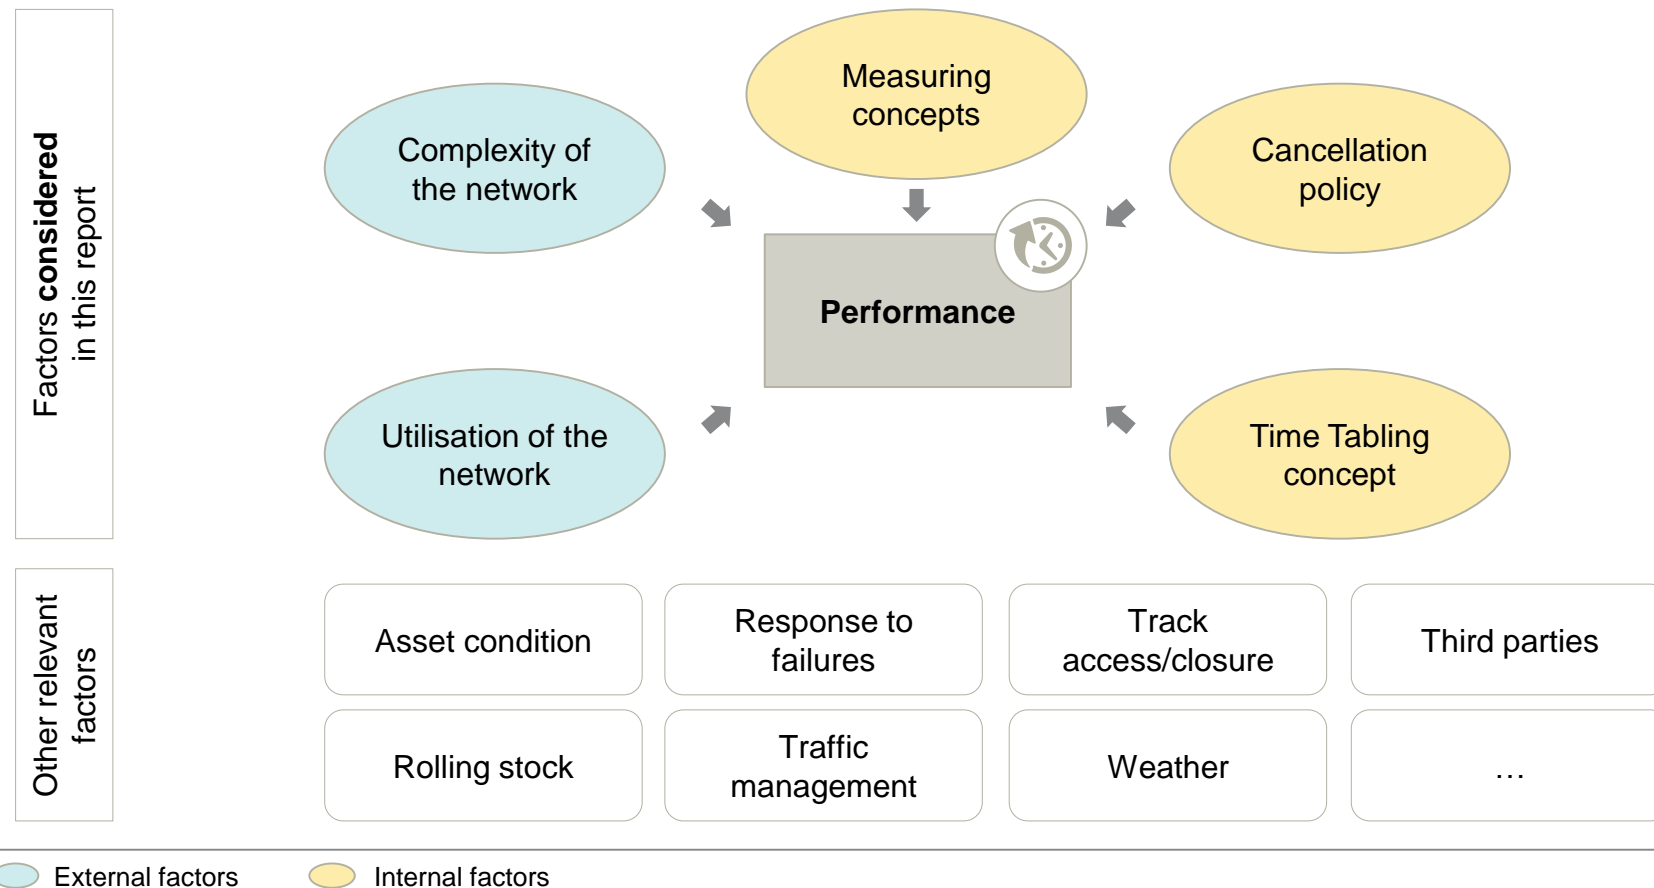 Factors considered
in this report
Measuring
concepts
Complexity of
the network
Cancellation
policy
Performance
Utilisation of the
network
Time Tabling
concept
Other relevant
factors
Asset condition
Response to
failures
Track
access/closure
Third parties
Rolling stock
Traffic
management
Weather
…
External factors
Internal factors